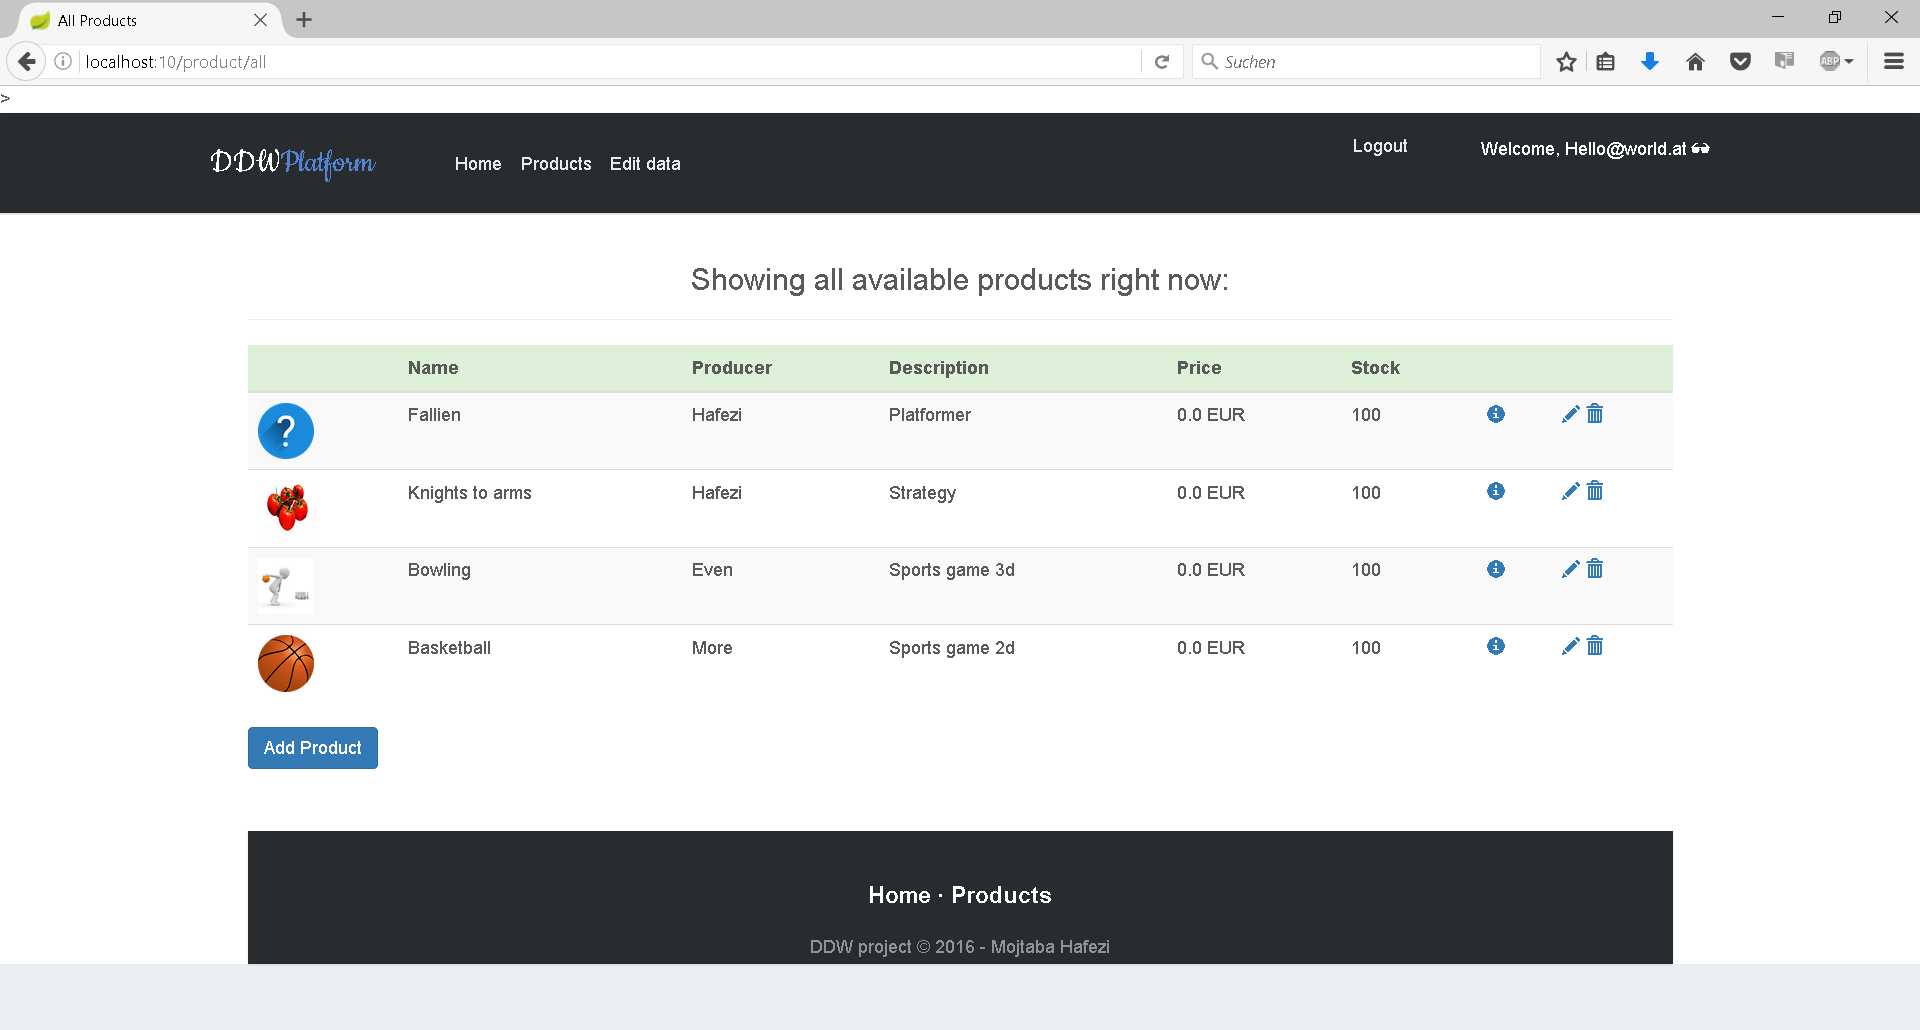 All Products
localhost:10/product/all
Suchen
ABP
>
DDWPlatform
Home Products Edit data
Logout
Welcome, Hello@world.at
Showing all available products right now:
Name Producer Description Price Stock
Fallien Hafezi Platformer 0.0 EUR 100
Knights to arms Hafezi Strategy 0.0 EUR 100
Bowling Even Sports game 3d 0.0 EUR 100
Basketball More Sports game 2d 0.0 EUR 100
Add Product
Home · Products
DDW project © 2016 - Mojtaba Hafezi